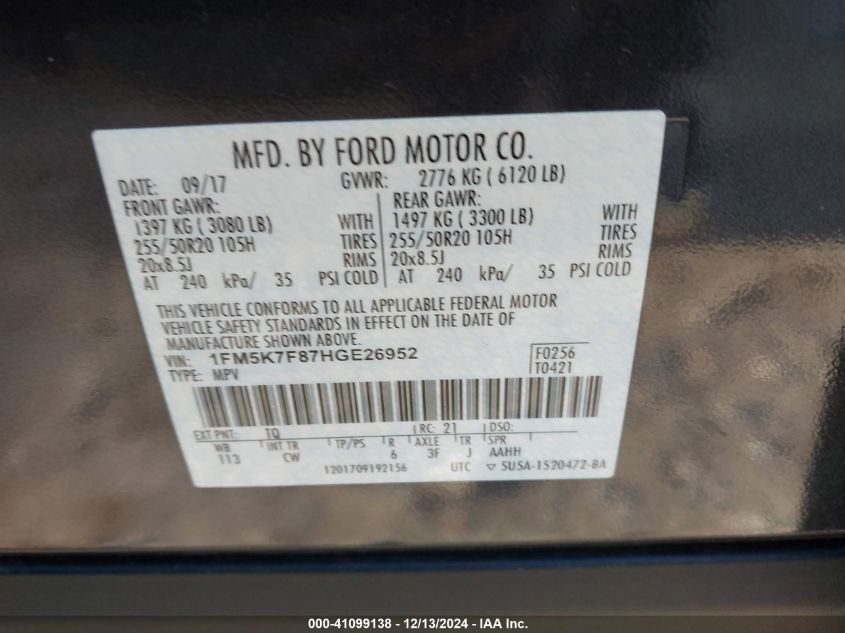 MFD. BY FORD MOTOR CO.
DATE: 09/17 GVWR: 2776 KG ( 6120 LB)
FRONT GAWR:
1397 KG ( 3080 LB) WITH
255/50R20 105H TIRES
20x8.5J RIMS
AT 240 kPa/ 35 PSI COLD
REAR GAWR:
1497 KG ( 3300 LB) WITH
255/50R20 105H TIRES
20x8.5J RIMS
AT 240 kPa/ 35 PSI COLD
THIS VEHICLE CONFORMS TO ALL APPLICABLE FEDERAL MOTOR
VEHICLE SAFETY STANDARDS IN EFFECT ON THE DATE OF
MANUFACTURE SHOWN ABOVE.
VIN: 1FM5K7F87HGE26952 F0256
TYPE: MPV T0421
EXT PNT: TQ RC: 21 DSO:
WB INT TR TP/PS R AXLE TR SPR
113 CW 6 3F J AAHH
1201709192156 UTC ▽ 5U5A-1520472-BA
000-41099138 - 12/13/2024 - IAA Inc.